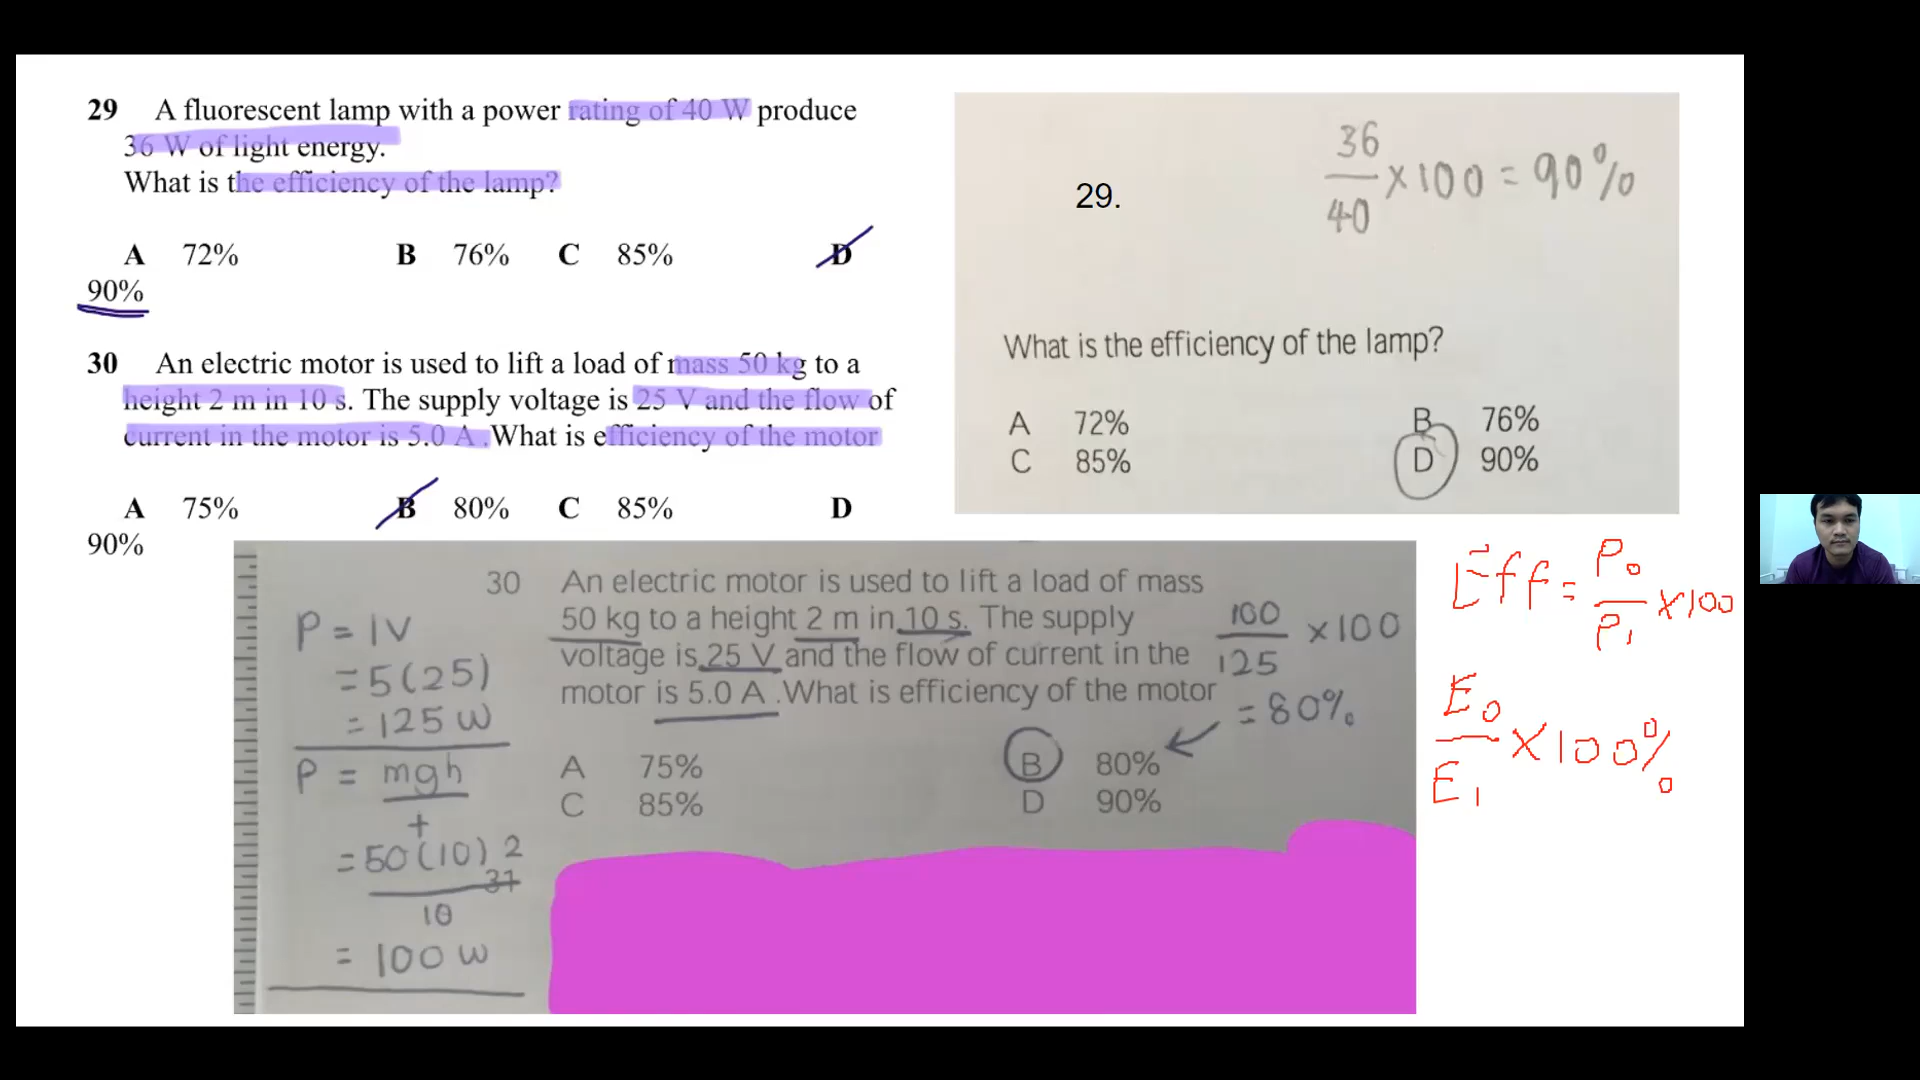 29 A fluorescent lamp with a power rating of 40 W produce
36 W of light energy.
What is the efficiency of the lamp?
A 72% B 76% C 85% D
90%
30 An electric motor is used to lift a load of mass 50 kg to a
height 2 m in 10 s. The supply voltage is 25 V and the flow of
current in the motor is 5.0 A .What is efficiency of the motor
A 75% B 80% C 85% D
90%
29.
36
40
×100 = 90%
What is the efficiency of the lamp?
A 72% B 76%
C 85% D 90%
P = IV
= 5(25)
= 125 W
P = mgh
t
= 50(10) 2
10
= 100 W
30 An electric motor is used to lift a load of mass
50 kg to a height 2 m in 10 s. The supply
voltage is 25 V and the flow of current in the
motor is 5.0 A .What is efficiency of the motor
A 75% B 80%
C 85% D 90%
100
125
×100
= 80%
Eff = Po
P1
×100
Eo
E1
×100%